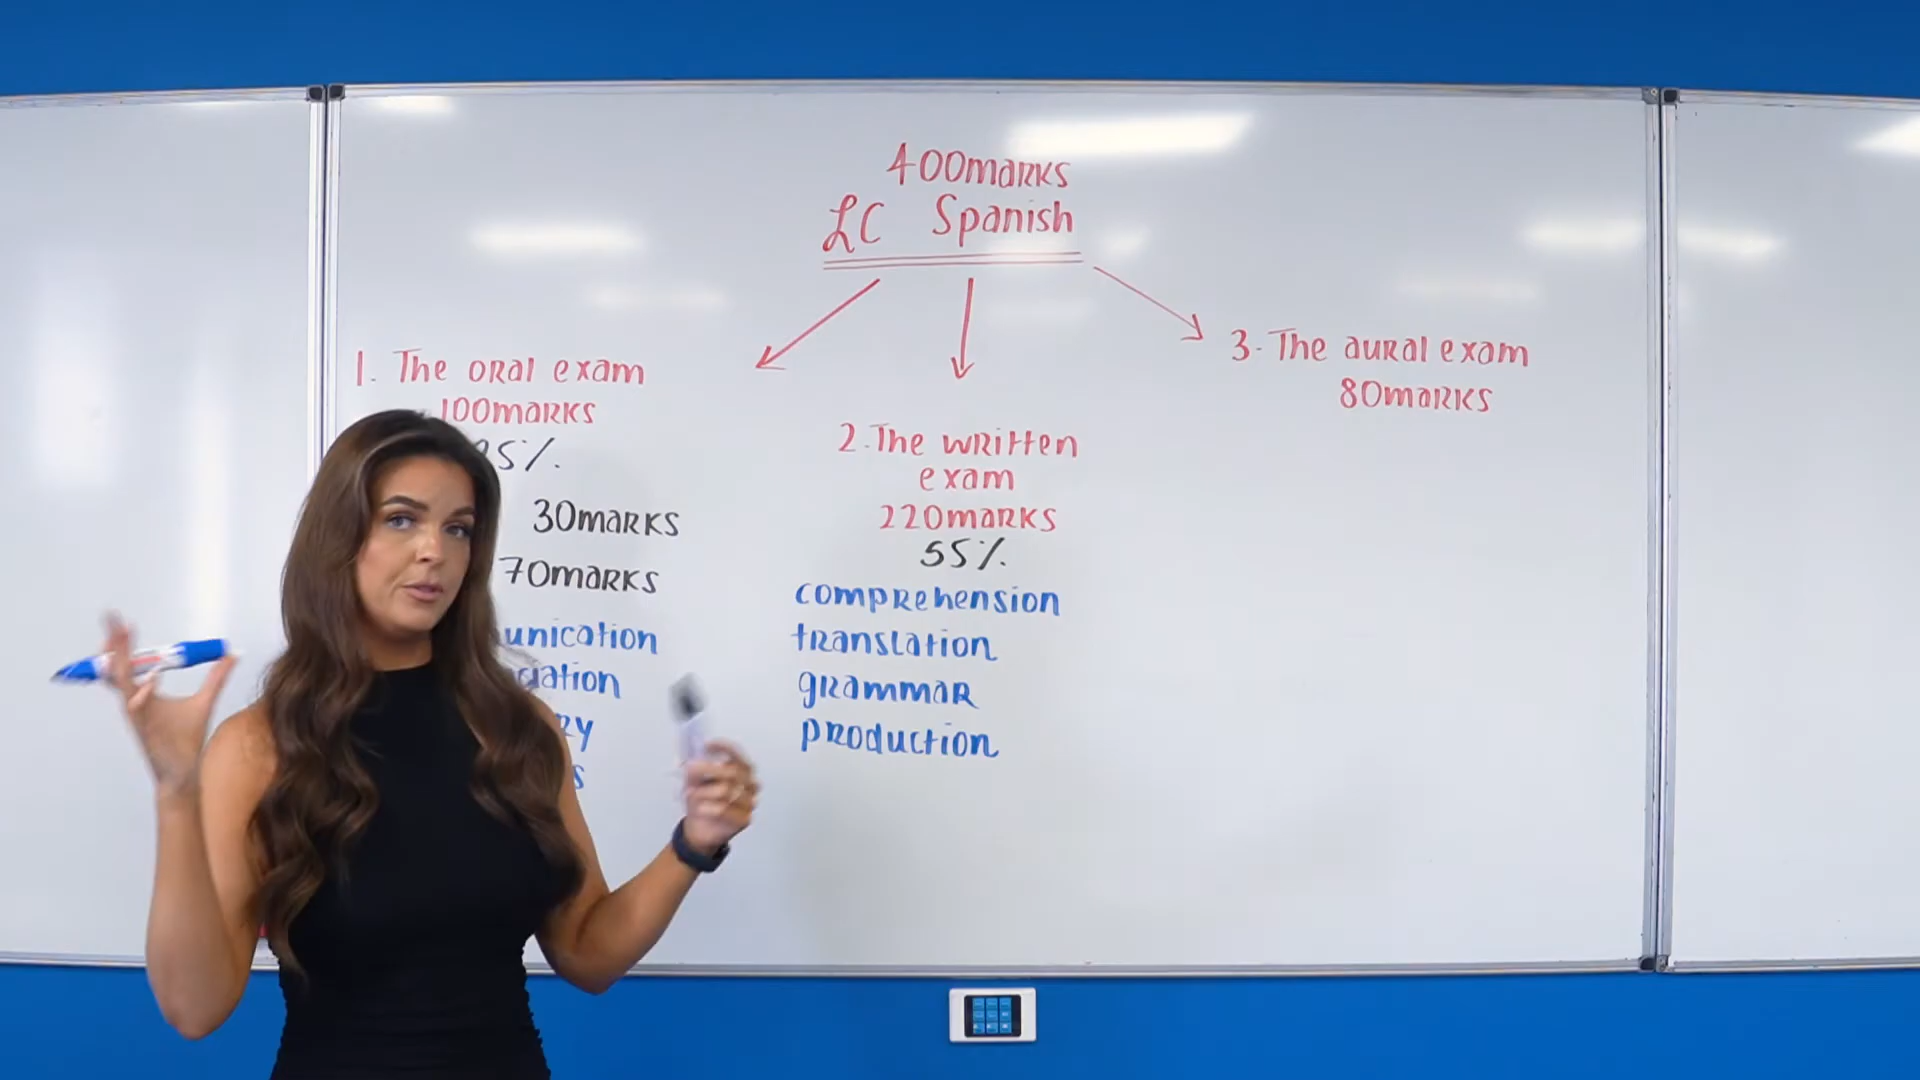 400marks
LC Spanish
1. The oral exam
100marks
30marks
70marks
2. The written
exam
220marks
55%.
comprehension
translation
grammar
production
3. The aural exam
80marks